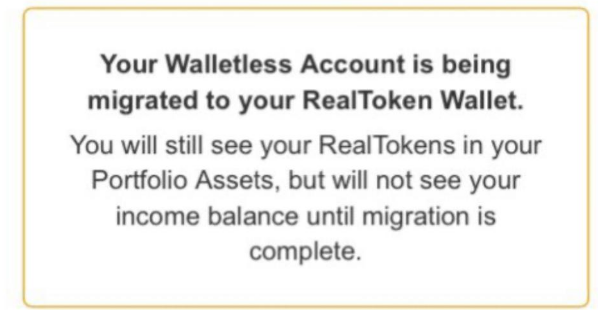 Your Walletless Account is being
migrated to your RealToken Wallet.
You will still see your RealTokens in your
Portfolio Assets, but will not see your
income balance until migration is
complete.